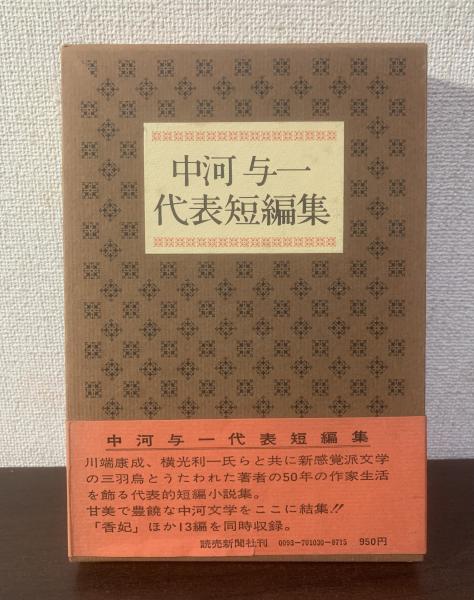 中河与一
代表短編集
中河与一代表短編集
川端康成、横光利一氏らと共に新感覚派文学
の三羽烏とうたわれた著者の50年の作家生活
を飾る代表的短編小説集。
甘美で豊饒な中河文学をここに結集!!
「香妃」ほか13編を同時収録。
読売新聞社刊 0093-701030-8715 950円